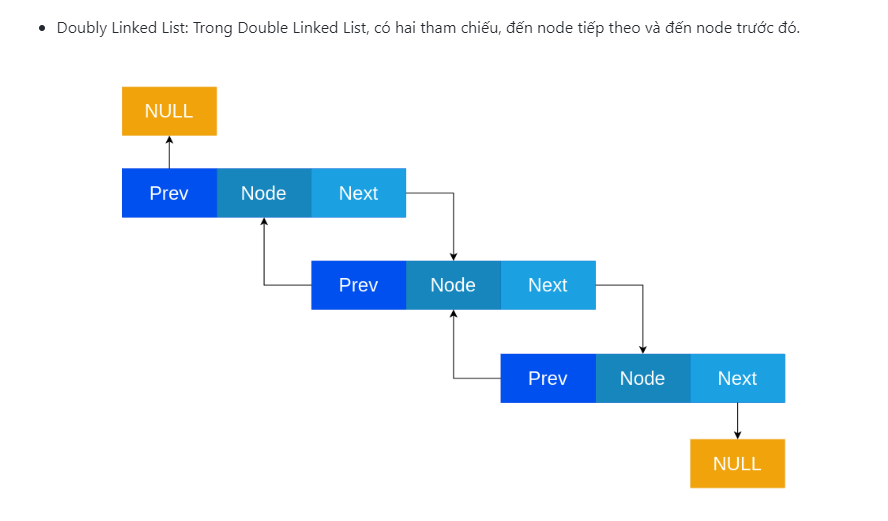 Doubly Linked List: Trong Double Linked List, có hai tham chiếu, đến node tiếp theo và đến node trước đó.
NULL
Prev Node Next
Prev Node Next
Prev Node Next
NULL